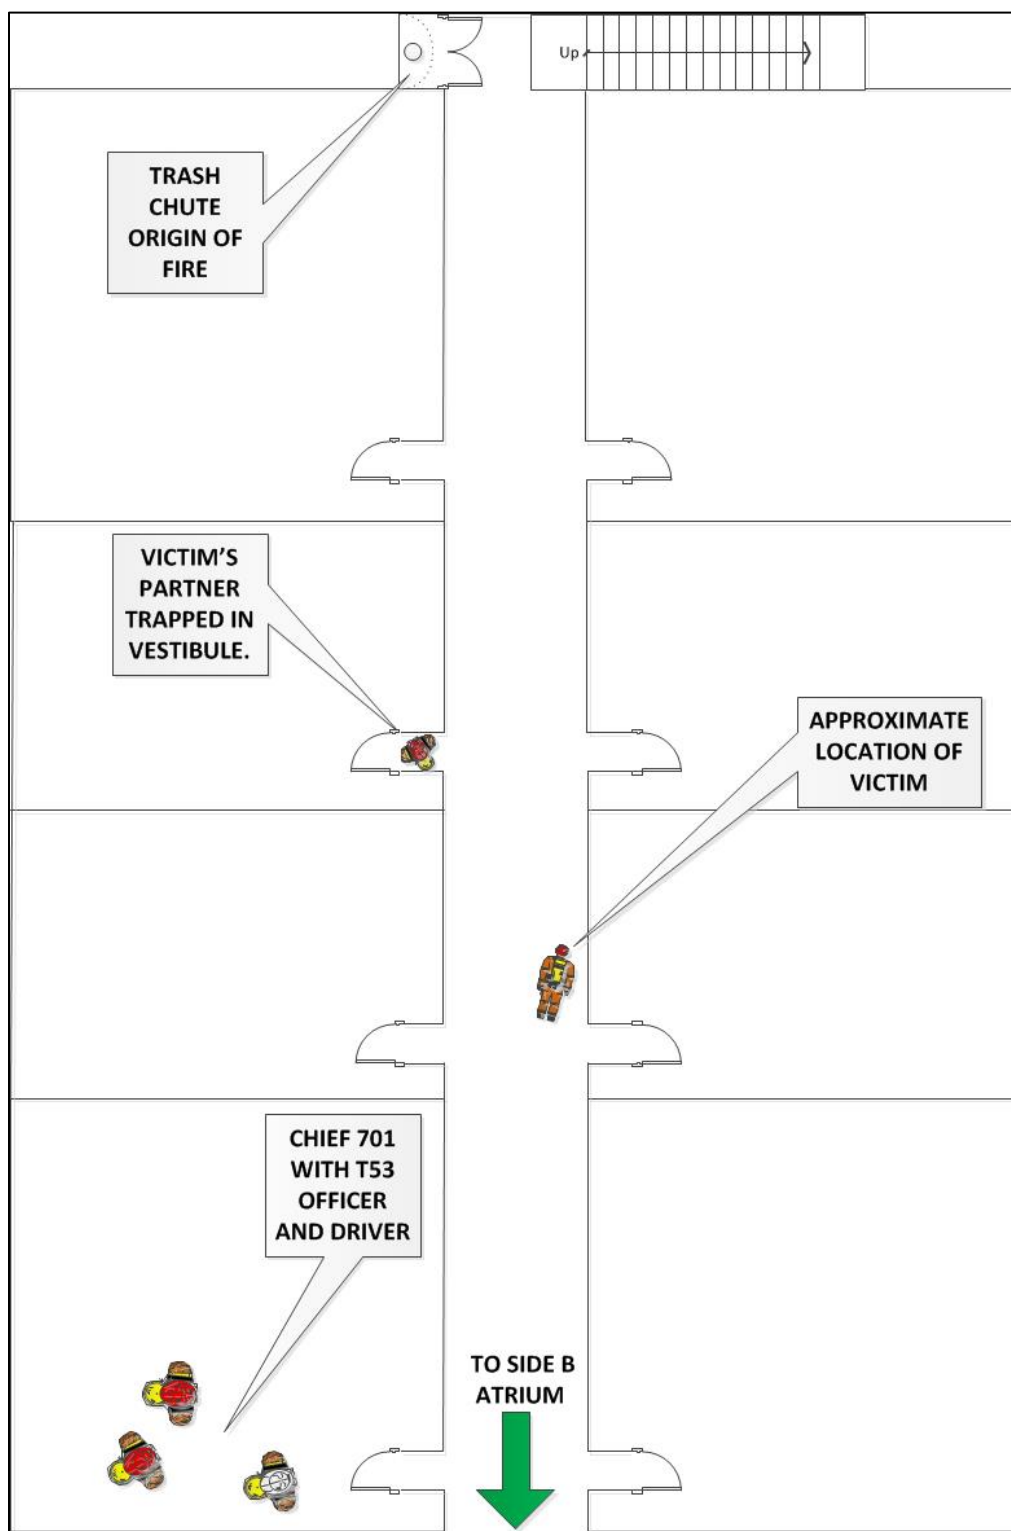 Up
TRASH
CHUTE
ORIGIN OF
FIRE
VICTIM’S
PARTNER
TRAPPED IN
VESTIBULE.
APPROXIMATE
LOCATION OF
VICTIM
CHIEF 701
WITH T53
OFFICER
AND DRIVER
TO SIDE B
ATRIUM